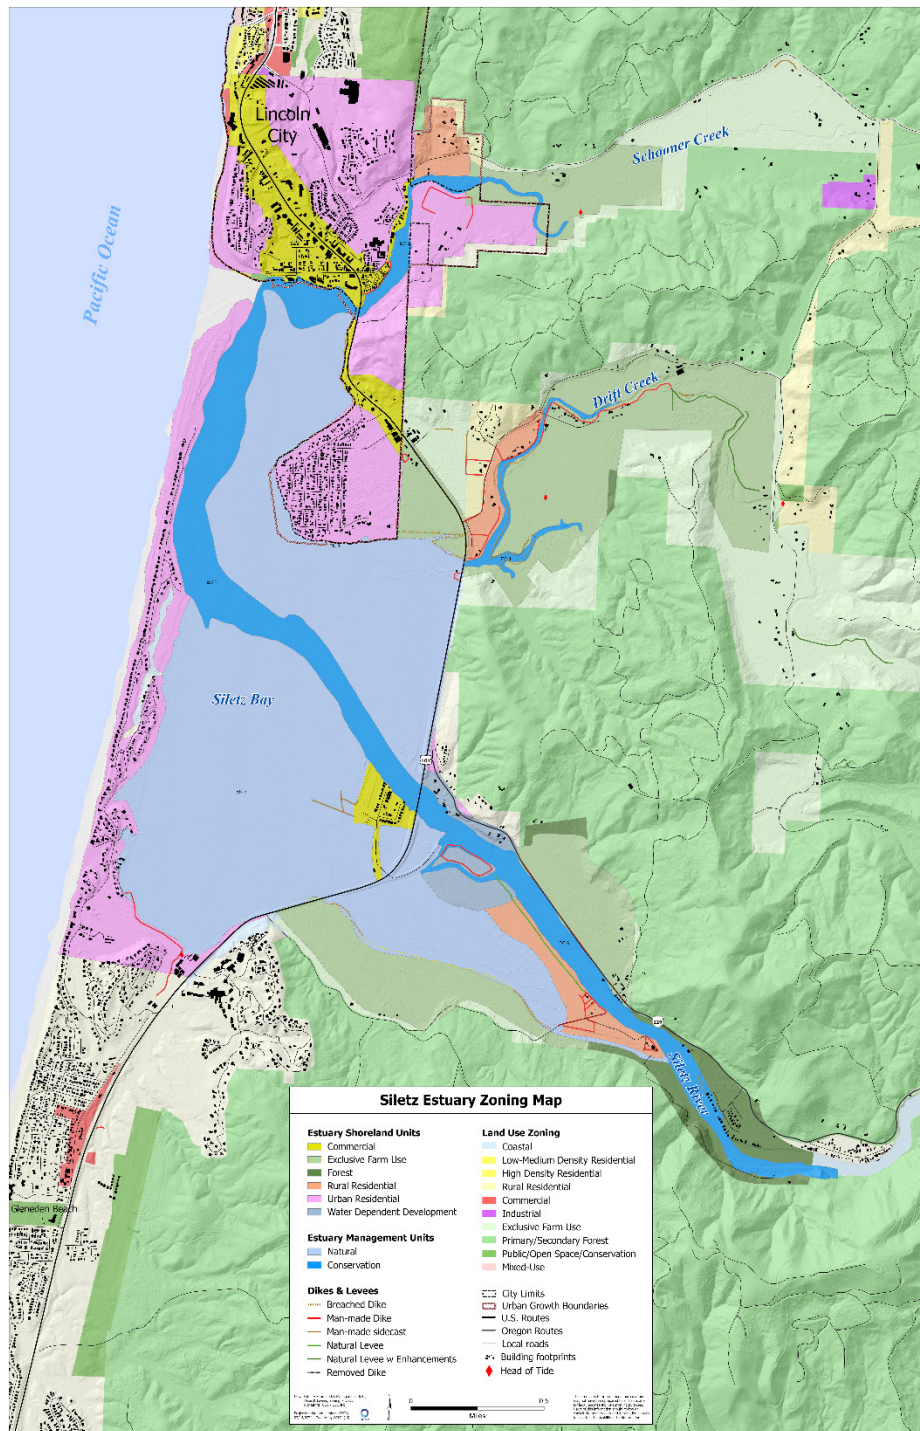 Lincoln
City
Schooner Creek
Pacific Ocean
Drift Creek
Siletz Bay
101
229
Siletz River
Gleneden Beach
Siletz Estuary Zoning Map
Estuary Shoreland Units
Commercial
Exclusive Farm Use
Forest
Rural Residential
Urban Residential
Water Dependent Development
Estuary Management Units
Natural
Conservation
Dikes & Levees
Breached Dike
Man-made Dike
Man-made sidecast
Natural Levee
Natural Levee w Enhancements
Removed Dike
Land Use Zoning
Coastal
Low-Medium Density Residential
High Density Residential
Rural Residential
Commercial
Industrial
Exclusive Farm Use
Primary/Secondary Forest
Public/Open Space/Conservation
Mixed-Use
City Limits
Urban Growth Boundaries
U.S. Routes
Oregon Routes
Local roads
Building footprints
Head of Tide
0 0.5
Miles